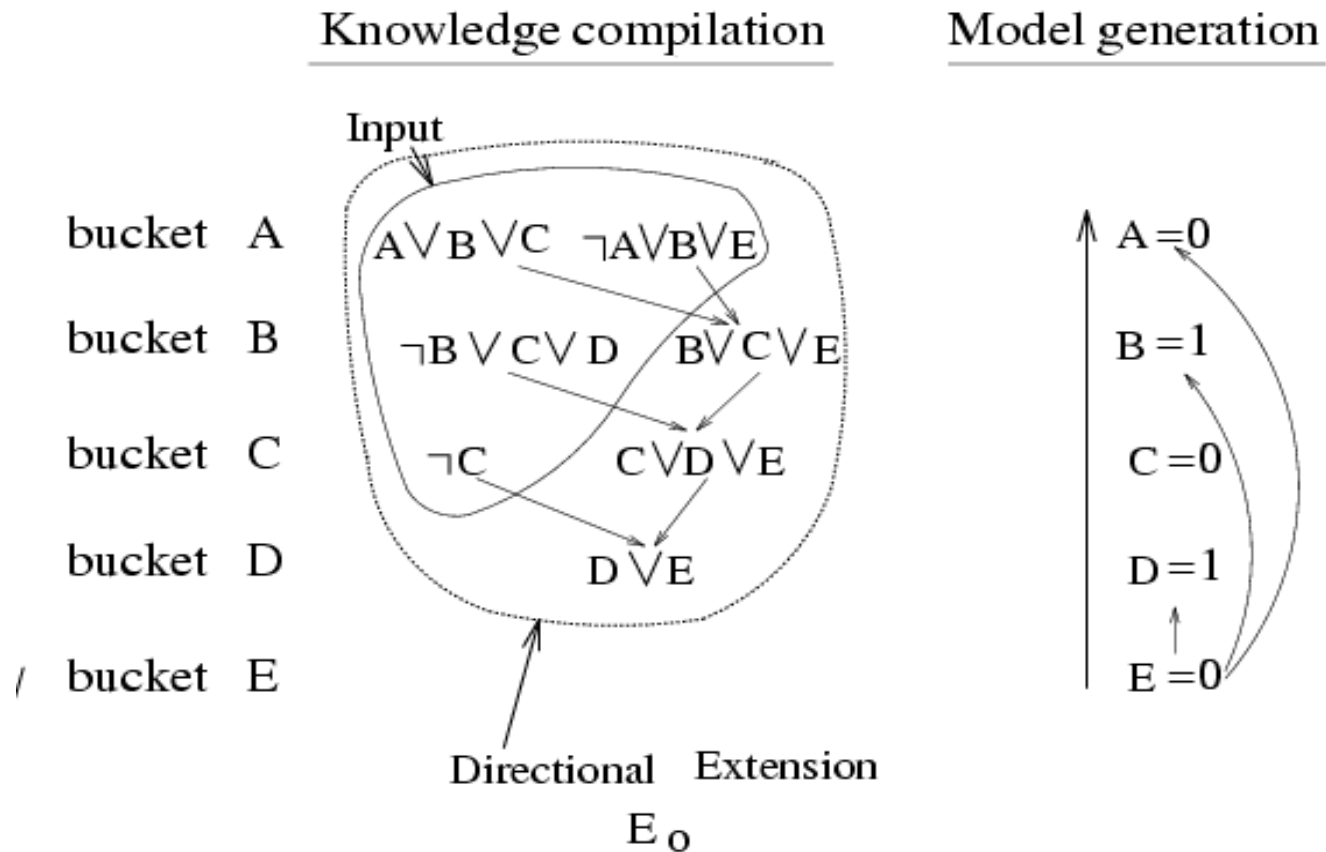 Knowledge compilation Model generation
Input
bucket A A∨B∨C ¬A∨B∨E A=0
bucket B ¬B∨C∨D B∨C∨E B=1
bucket C ¬C C∨D∨E C=0
bucket D D∨E D=1
bucket E E=0
Directional Extension
E o